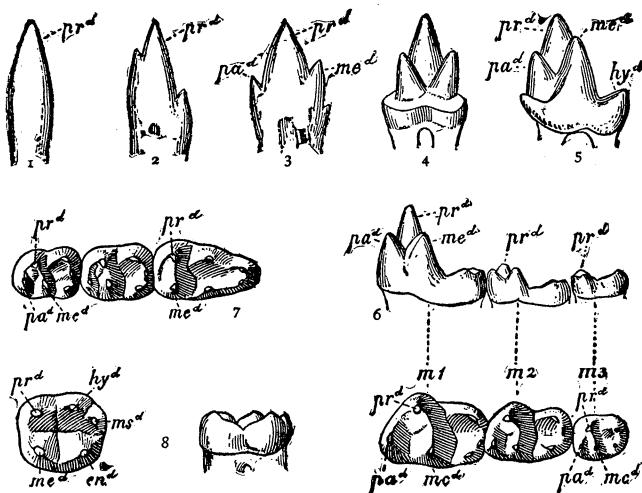 prᵈ prᵈ prᵈ prᵈ meᵈ
paᵈ meᵈ paᵈ hyᵈ
1 2 3 4 5
prᵈ prᵈ prᵈ
paᵈ meᵈ prᵈ prᵈ
paᵈ meᵈ meᵈ 7 6
m1 m2 m3
prᵈ hyᵈ prᵈ prᵈ
msᵈ
8
meᵈ enᵈ paᵈ mcᵈ paᵈ mcᵈ